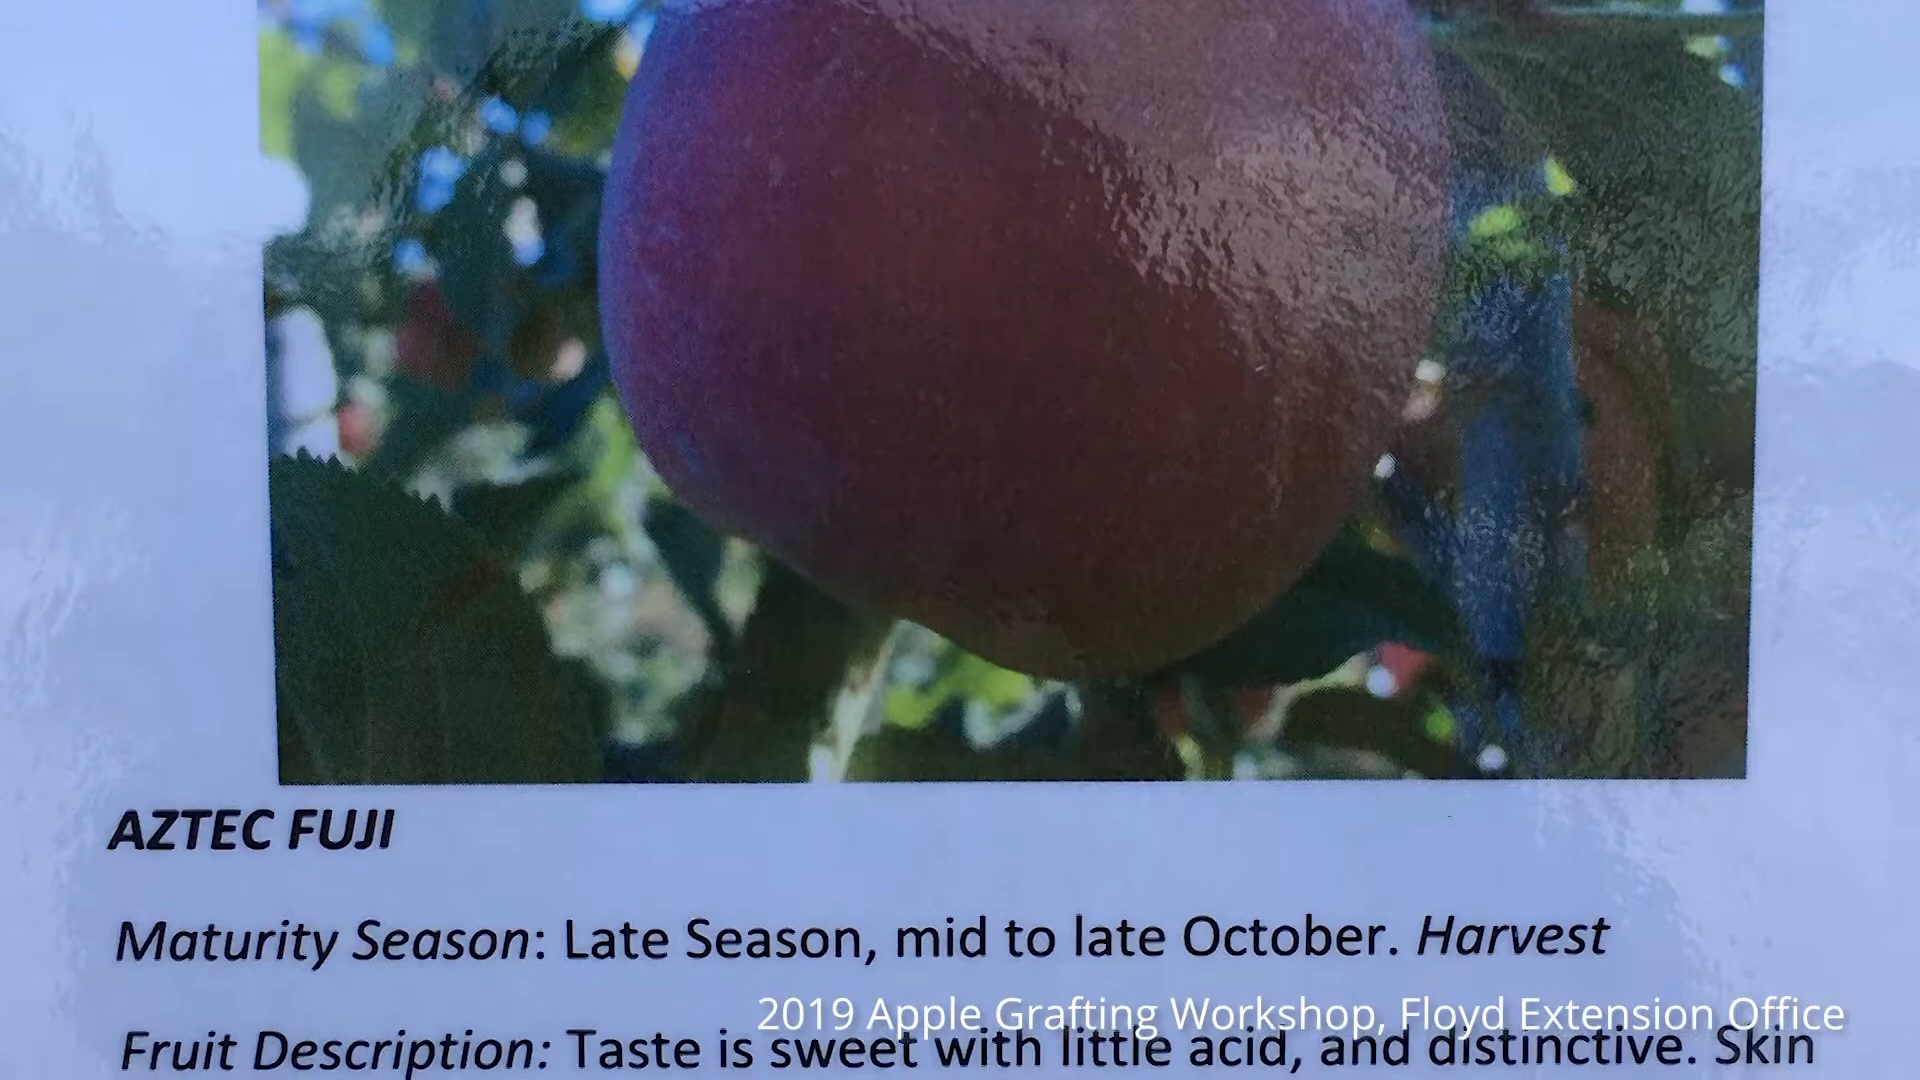 AZTEC FUJI
Maturity Season: Late Season, mid to late October. Harvest
2019 Apple Grafting Workshop, Floyd Extension Office
Fruit Description: Taste is sweet with little acid, and distinctive. Skin